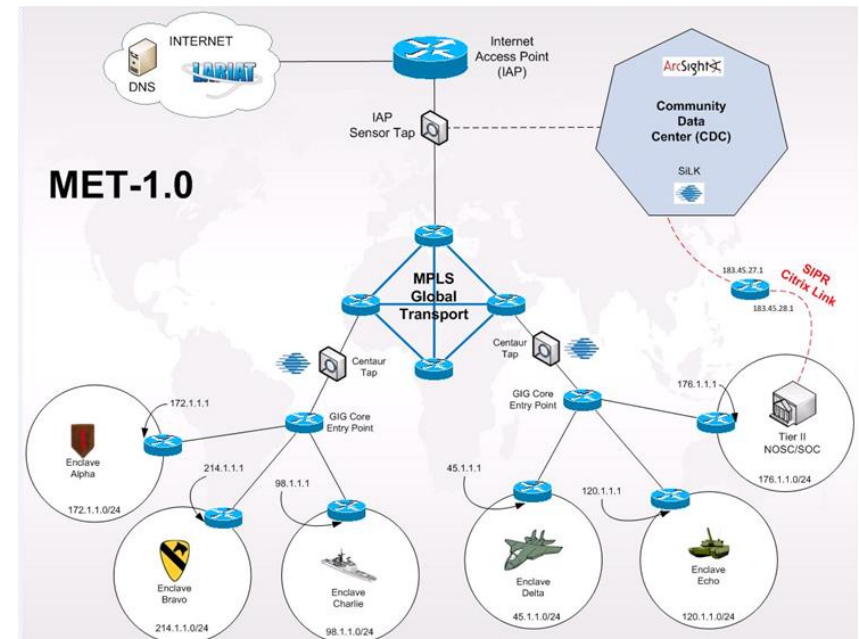 INTERNET
DNS
LARIAT
Internet
Access Point
(IAP)
IAP
Sensor Tap
ArcSight
Community
Data
Center (CDC)
SiLK
MET-1.0
183.45.27.1
SIPR
Citrix Link
183.45.28.1
MPLS
Global
Transport
Centaur
Tap
Centaur
Tap
GIG Core
Entry Point
GIG Core
Entry Point
172.1.1.1
Enclave
Alpha
172.1.1.0/24
214.1.1.1
Enclave
Bravo
214.1.1.0/24
98.1.1.1
Enclave
Charlie
98.1.1.0/24
45.1.1.1
Enclave
Delta
45.1.1.0/24
120.1.1.1
Enclave
Echo
120.1.1.0/24
176.1.1.1
Tier II
NOSC/SOC
176.1.1.0/24